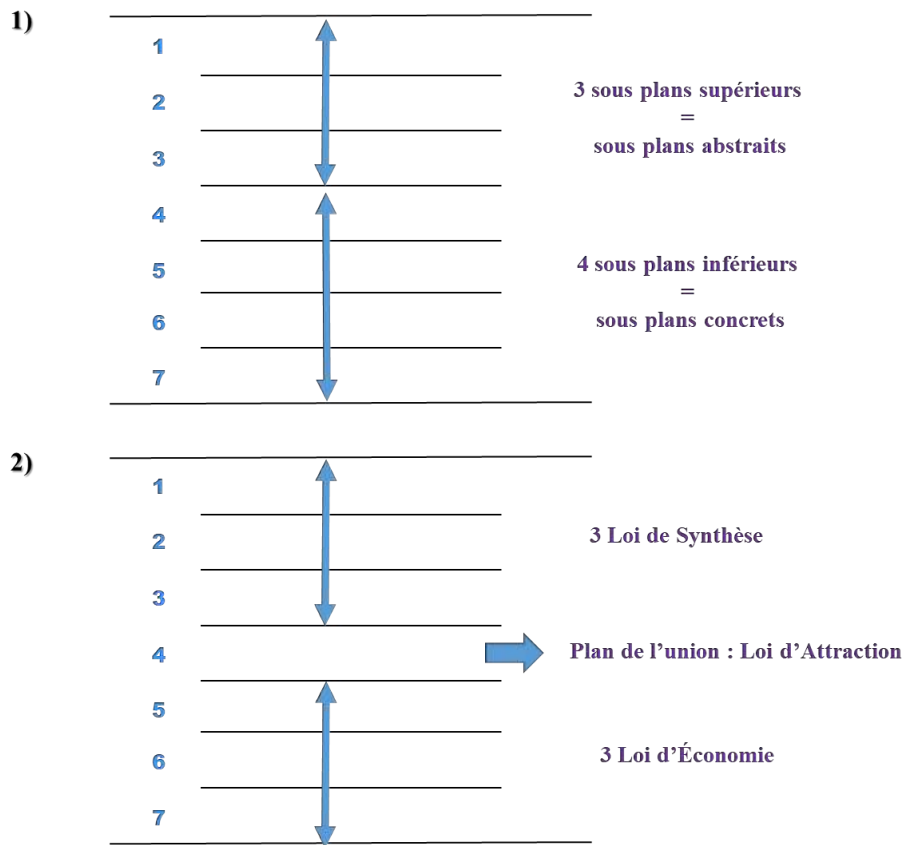 1)
1
2
3 sous plans supérieurs
=
3
sous plans abstraits
4
5
4 sous plans inférieurs
=
6
sous plans concrets
7
2)
1
2
3 Loi de Synthèse
3
4
Plan de l’union : Loi d’Attraction
5
6
3 Loi d’Économie
7